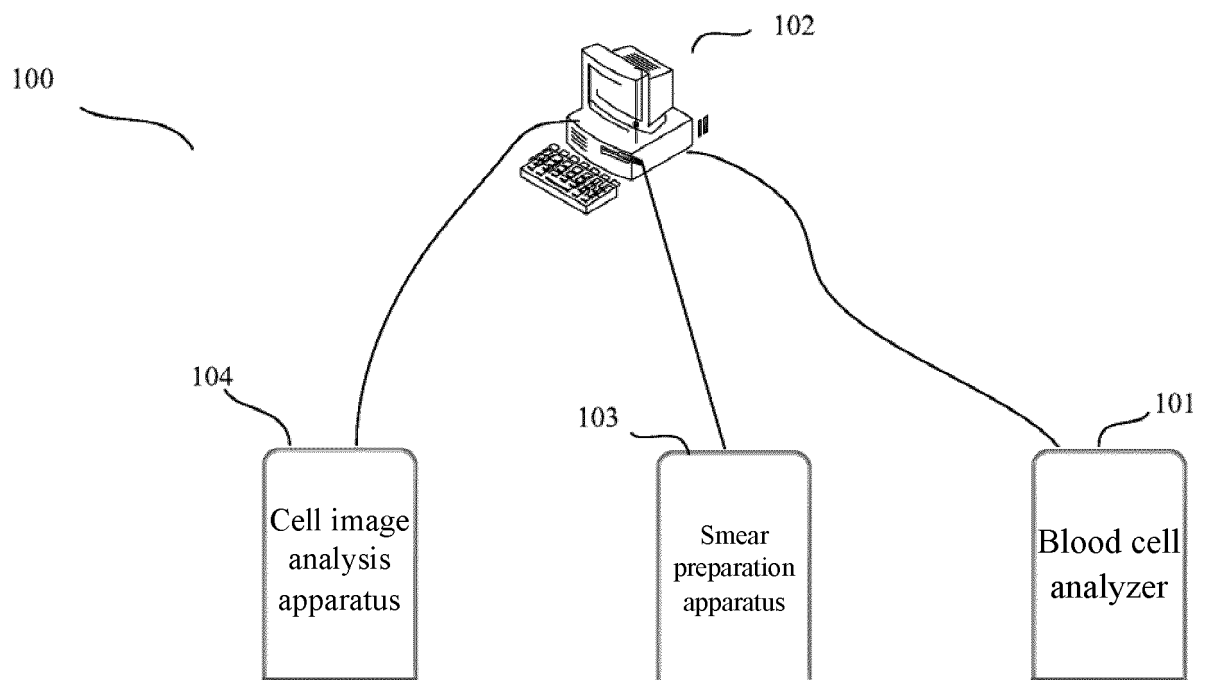 102
100
104
103
101
Cell image
analysis
apparatus
Smear
preparation
apparatus
Blood cell
analyzer